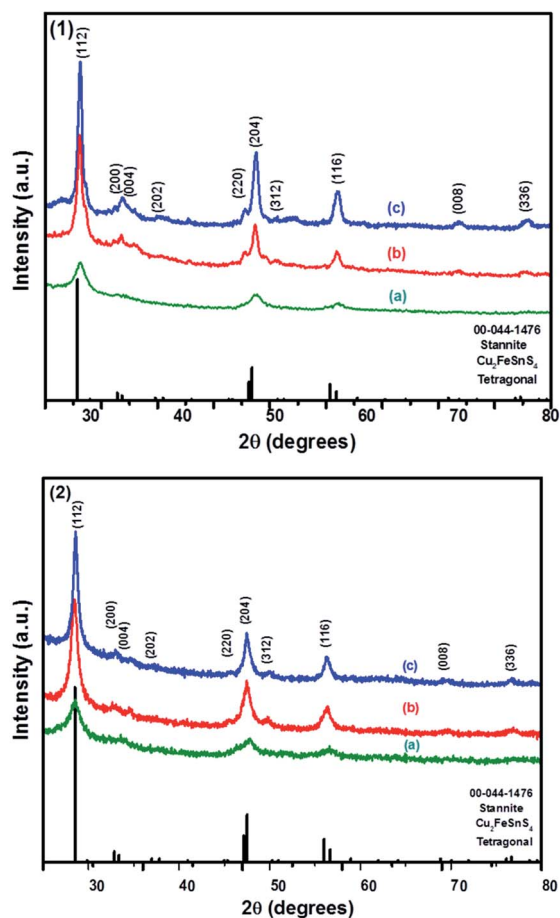 (1)
(112)
(200)
(004)
(202)
(220)
(204)
(312)
(116)
(008)
(336)
(c)
(b)
(a)
00-044-1476
Stannite
Cu₂FeSnS₄
Tetragonal
Intensity (a.u.)
30 40 50 60 70 80
2θ (degrees)
(2)
(112)
(200)
(004)
(202)
(220)
(204)
(312)
(116)
(008)
(336)
(c)
(b)
(a)
00-044-1476
Stannite
Cu₂FeSnS₄
Tetragonal
Intensity (a.u.)
30 40 50 60 70 80
2θ (degrees)